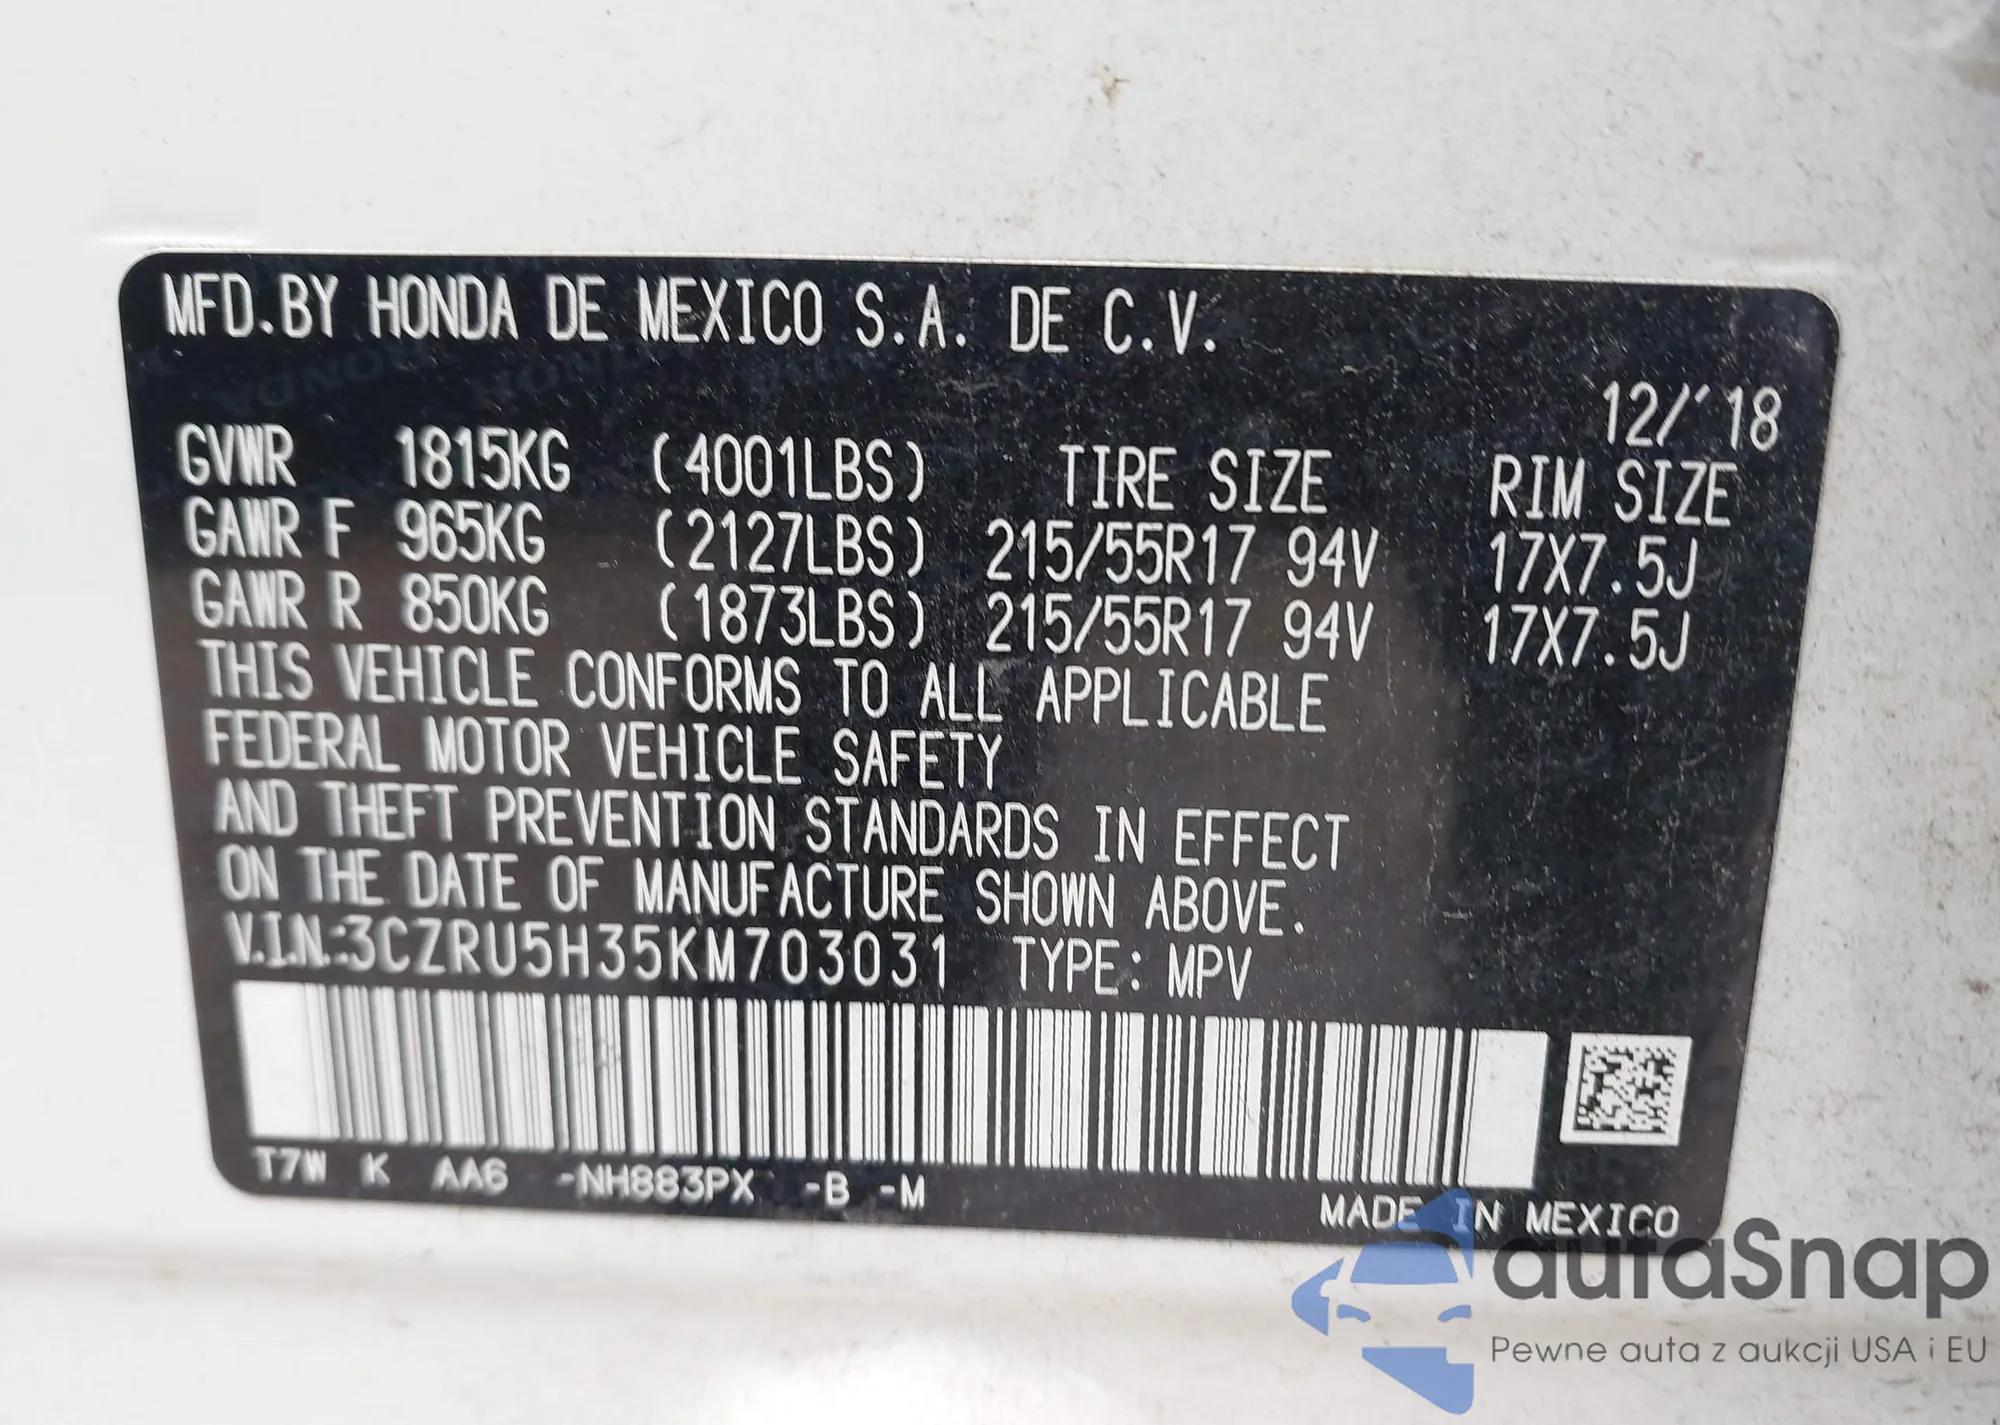 MFD.BY HONDA DE MEXICO S.A. DE C.V.
12/'18
GVWR 1815KG (4001LBS) TIRE SIZE RIM SIZE
GAWR F 965KG (2127LBS) 215/55R17 94V 17X7.5J
GAWR R 850KG (1873LBS) 215/55R17 94V 17X7.5J
THIS VEHICLE CONFORMS TO ALL APPLICABLE
FEDERAL MOTOR VEHICLE SAFETY
AND THEFT PREVENTION STANDARDS IN EFFECT
ON THE DATE OF MANUFACTURE SHOWN ABOVE.
V.I.N.:3CZRU5H35KM703031 TYPE: MPV
T7W K AA6 -NH883PX -B -M
MADE IN MEXICO
autaSnap
Pewne auta z aukcji USA i EU